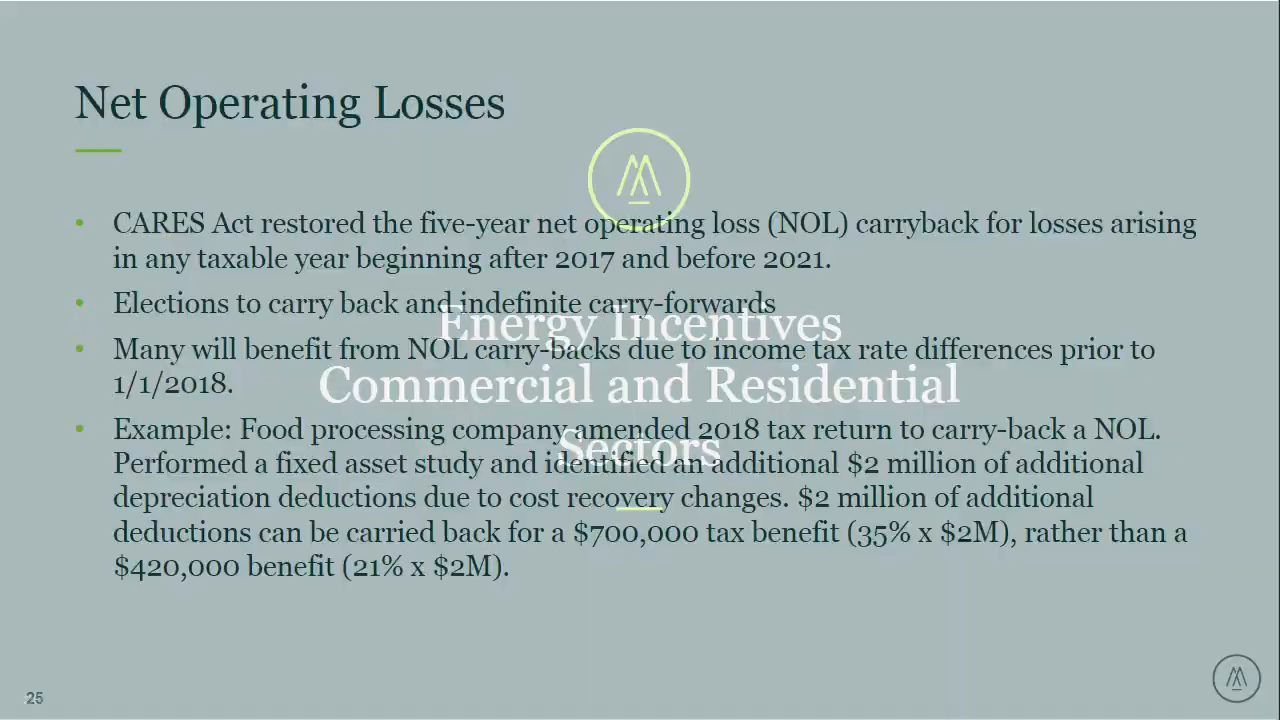 Net Operating Losses
• CARES Act restored the five-year net operating loss (NOL) carryback for losses arising
in any taxable year beginning after 2017 and before 2021.
• Elections to carry back and indefinite carry-forwards
• Many will benefit from NOL carry-backs due to income tax rate differences prior to
1/1/2018.
• Example: Food processing company amended 2018 tax return to carry-back a NOL.
Performed a fixed asset study and identified an additional $2 million of additional
depreciation deductions due to cost recovery changes. $2 million of additional
deductions can be carried back for a $700,000 tax benefit (35% x $2M), rather than a
$420,000 benefit (21% x $2M).
Energy Incentives
Commercial and Residential
Sectors
25